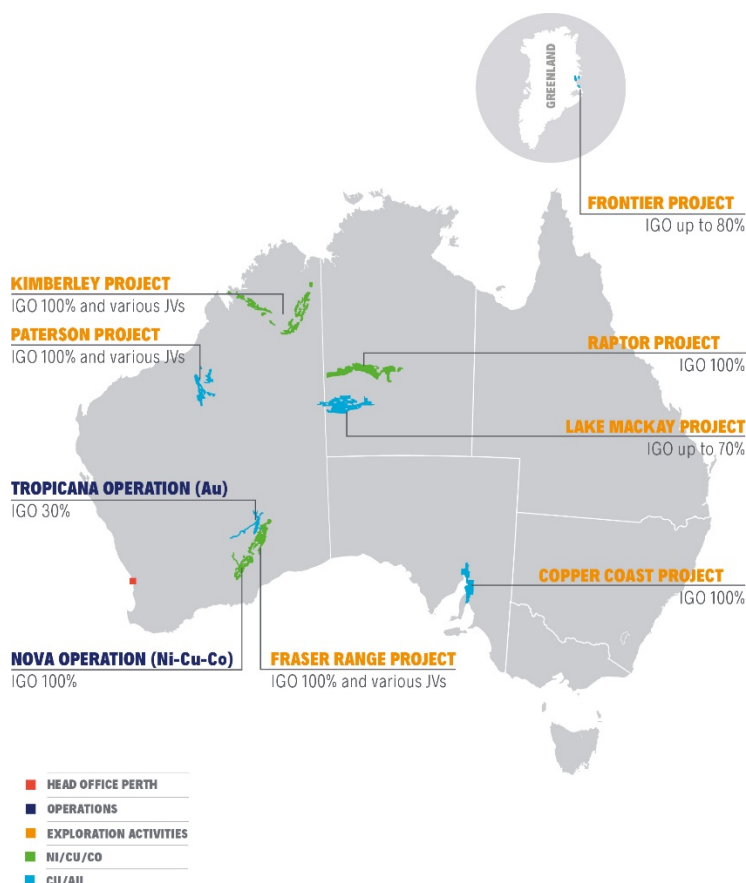 GREENLAND
FRONTIER PROJECT
IGO up to 80%
KIMBERLEY PROJECT
IGO 100% and various JVs
PATERSON PROJECT
IGO 100% and various JVs
RAPTOR PROJECT
IGO 100%
LAKE MACKAY PROJECT
IGO up to 70%
TROPICANA OPERATION (Au)
IGO 30%
COPPER COAST PROJECT
IGO 100%
NOVA OPERATION (Ni-Cu-Co)
IGO 100%
FRASER RANGE PROJECT
IGO 100% and various JVs
HEAD OFFICE PERTH
OPERATIONS
EXPLORATION ACTIVITIES
NI/CU/CO
CU/AU